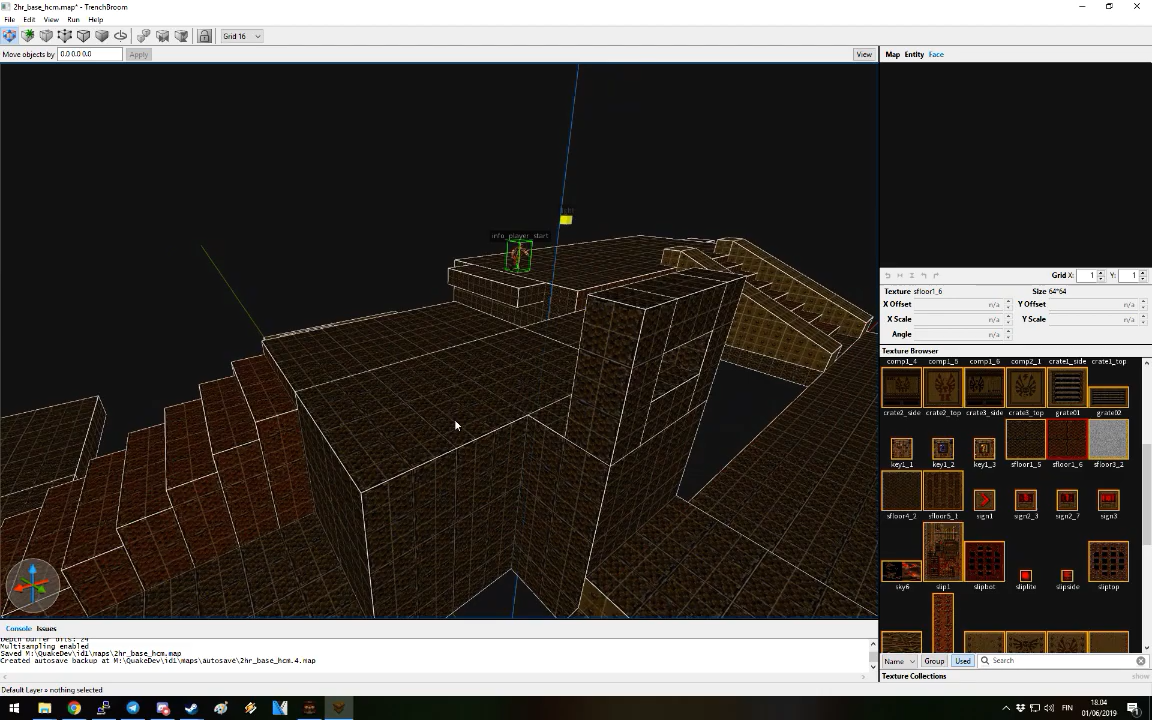 2hr_base_hcm.map* - TrenchBroom
File Edit View Run Help
Grid 16
Move objects by 0.0 0.0 0.0 Apply
View
Map Entity Face
info_player_start
Grid X: 1 Y: 1
Texture sfloor1_6 Size 64*64
X Offset n/a Y Offset n/a
X Scale n/a Y Scale n/a
Angle n/a
Texture Browser
comp1_4 comp1_5 comp1_6 comp2_1 crate1_side crate1_top
crate2_side crate2_top crate3_side crate3_top grate01 grate02
key1_1 key1_2 key1_3 sfloor1_5 sfloor1_6 sfloor3_2
sfloor4_2 sfloor5_1 sign1 sign2_3 sign2_7 sign3
sky6 slip1 slipbot sliplite slipside sliptop
Console Issues
Depth buffer bits: 24
Multisampling enabled
Saved M:\QuakeDev\id1\maps\2hr_base_hcm.map
Created autosave backup at M:\QuakeDev\id1\maps\autosave\2hr_base_hcm.4.map
Name Group Used Search
Texture Collections show
Default Layer » nothing selected
FIN
18.04
01/06/2019